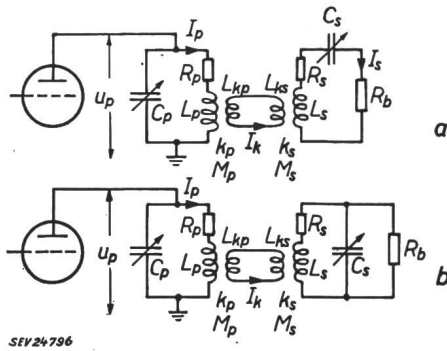 I_p C_s
R_p L_kp L_ks R_s I_s
u_p C_p L_p L_s R_b
I_k
k_p k_s
M_p M_s
a
I_p
R_p L_kp L_ks R_s
u_p C_p L_p L_s C_s R_b
I_k
k_p k_s
M_p M_s
b
SEV24796